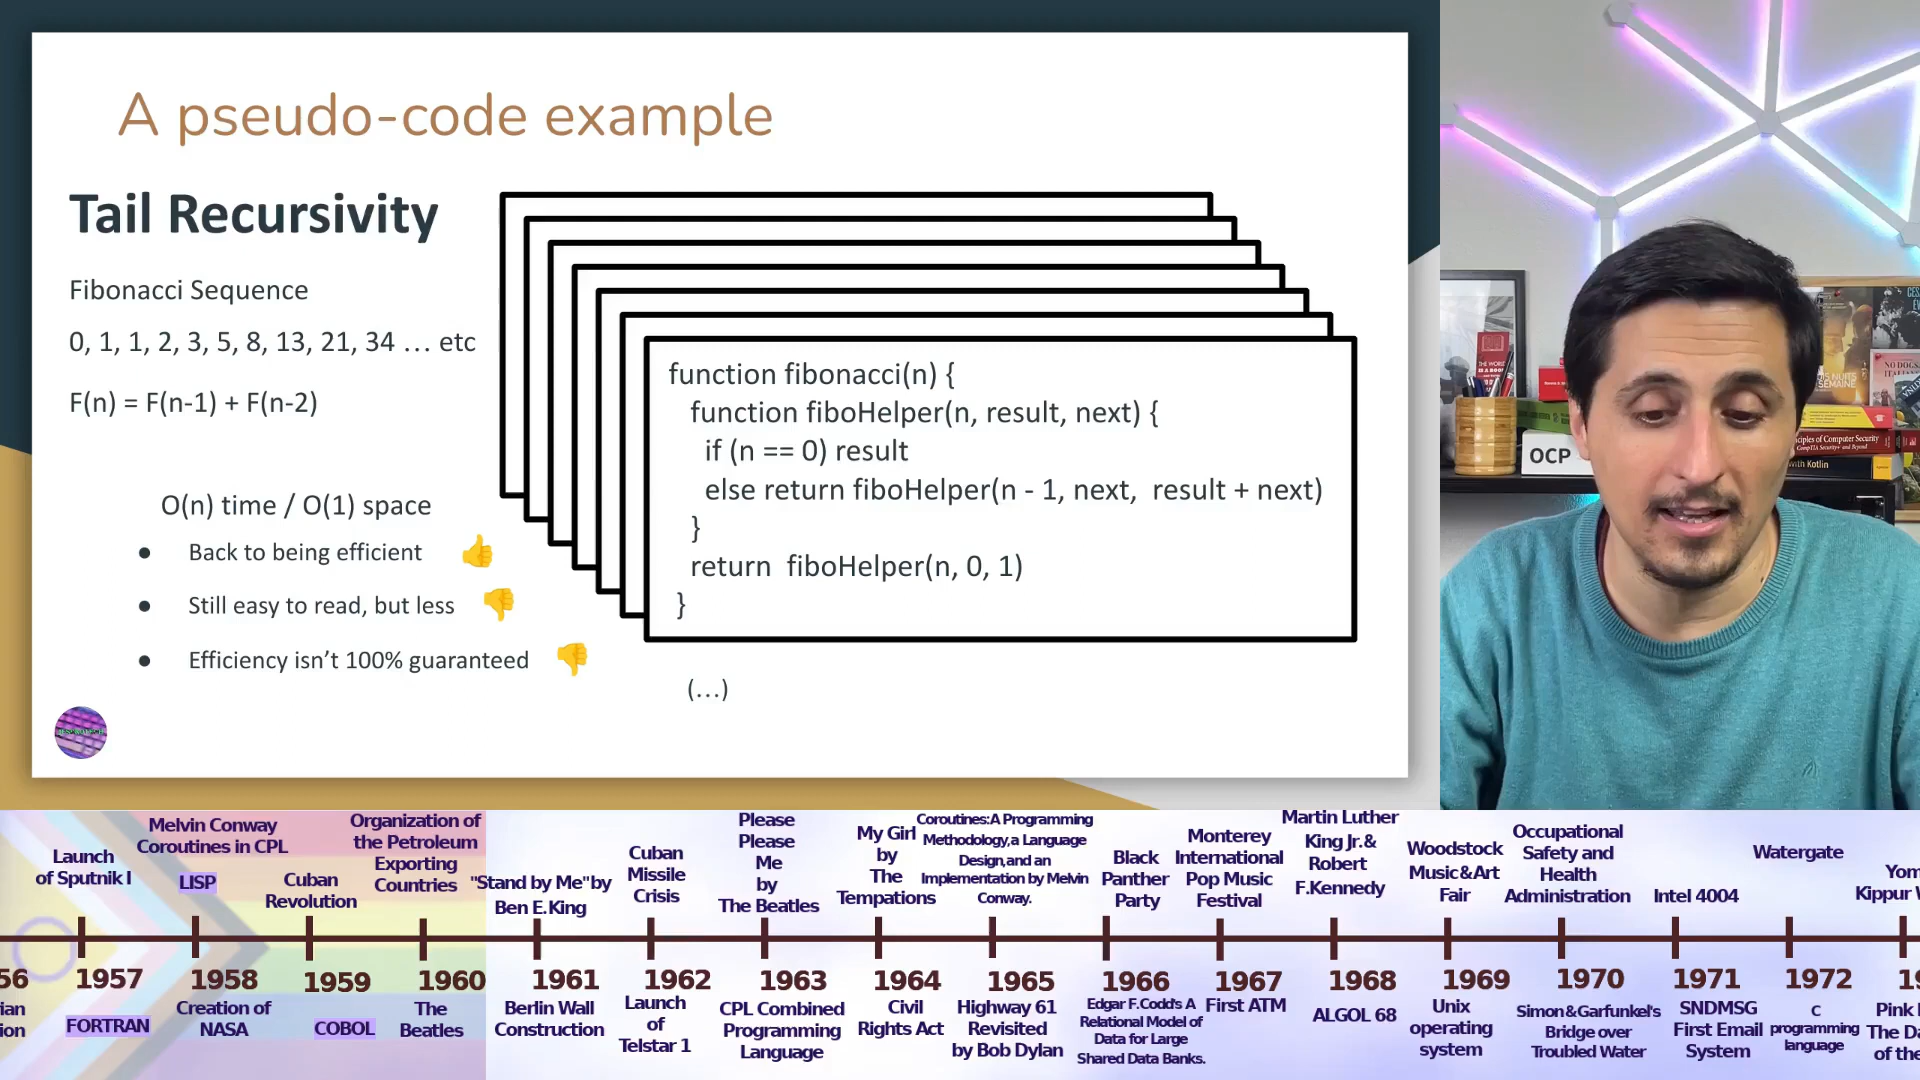 A pseudo-code example
Tail Recursivity
Fibonacci Sequence
0, 1, 1, 2, 3, 5, 8, 13, 21, 34 … etc
F(n) = F(n-1) + F(n-2)
O(n) time / O(1) space
● Back to being efficient 👍
● Still easy to read, but less 👎
● Efficiency isn't 100% guaranteed 👎
function fibonacci(n) {
function fiboHelper(n, result, next) {
if (n == 0) result
else return fiboHelper(n - 1, next, result + next)
}
return fiboHelper(n, 0, 1)
}
(…)
OCP
with Kotlin
Launch
of Sputnik I
Melvin Conway
Coroutines in CPL
LISP
Cuban
Revolution
Organization of
the Petroleum
Exporting
Countries
"Stand by Me"by
Ben E.King
Cuban
Missile
Crisis
Please
Please
Me
by
The Beatles
My Girl
by
The
Tempations
Coroutines:A Programming
Methodology,a Language
Design,and an
Implementation by Melvin
Conway.
Black
Panther
Party
Monterey
International
Pop Music
Festival
Martin Luther
King Jr.&
Robert
F.Kennedy
Woodstock
Music&Art
Fair
Occupational
Safety and
Health
Administration
Intel 4004
Watergate
Yom
Kippur W
56
1957
1958
1959
1960
1961
1962
1963
1964
1965
1966
1967
1968
1969
1970
1971
1972
19
ian
ion
FORTRAN
Creation of
NASA
COBOL
The
Beatles
Berlin Wall
Construction
Launch
of
Telstar 1
CPL Combined
Programming
Language
Civil
Rights Act
Highway 61
Revisited
by Bob Dylan
Edgar F.Codd's A
Relational Model of
Data for Large
Shared Data Banks.
First ATM
ALGOL 68
Unix
operating
system
Simon&Garfunkel's
Bridge over
Troubled Water
SNDMSG
First Email
System
C
programming
language
Pink
The Da
of the